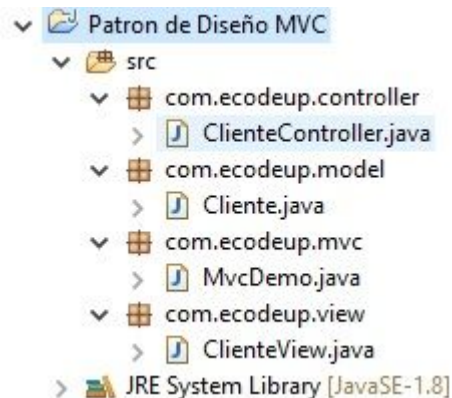 Patron de Diseño MVC
src
com.ecodeup.controller
ClienteController.java
com.ecodeup.model
Cliente.java
com.ecodeup.mvc
MvcDemo.java
com.ecodeup.view
ClienteView.java
JRE System Library [JavaSE-1.8]